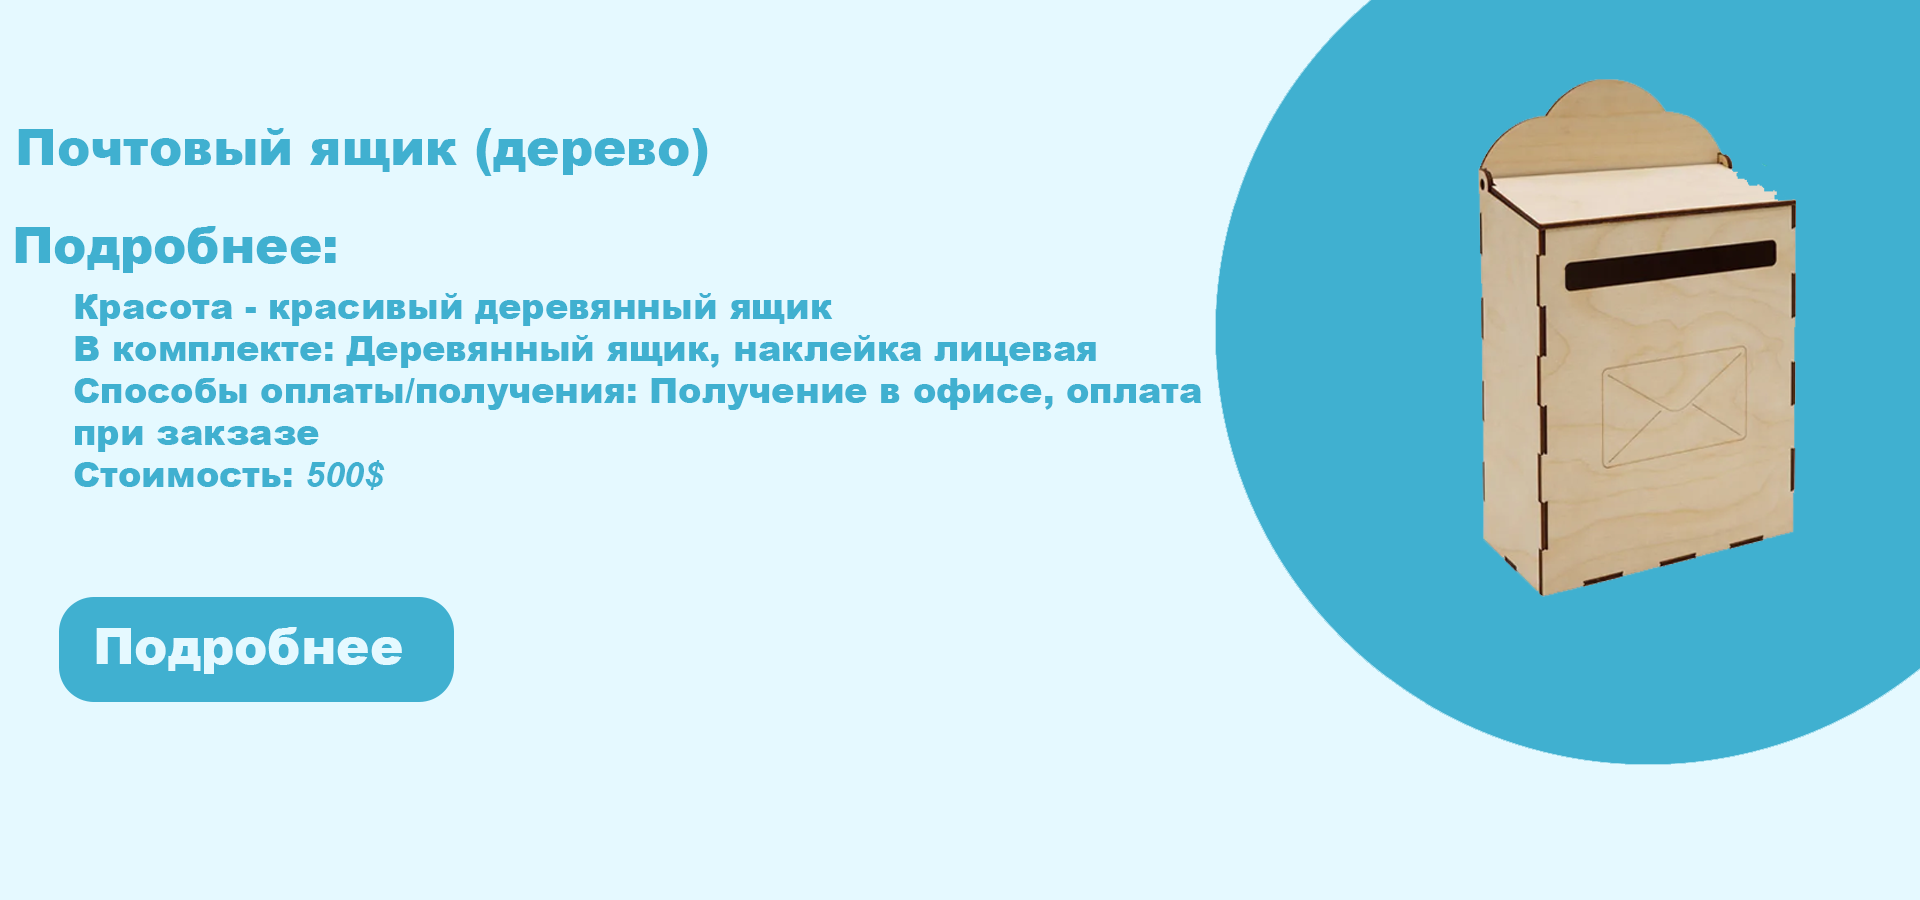 Почтовый ящик (дерево)
Подробнее:
Красота - красивый деревянный ящик
В комплекте: Деревянный ящик, наклейка лицевая
Способы оплаты/получения: Получение в офисе, оплата
при закзазе
Стоимость: 500$
Подробнее